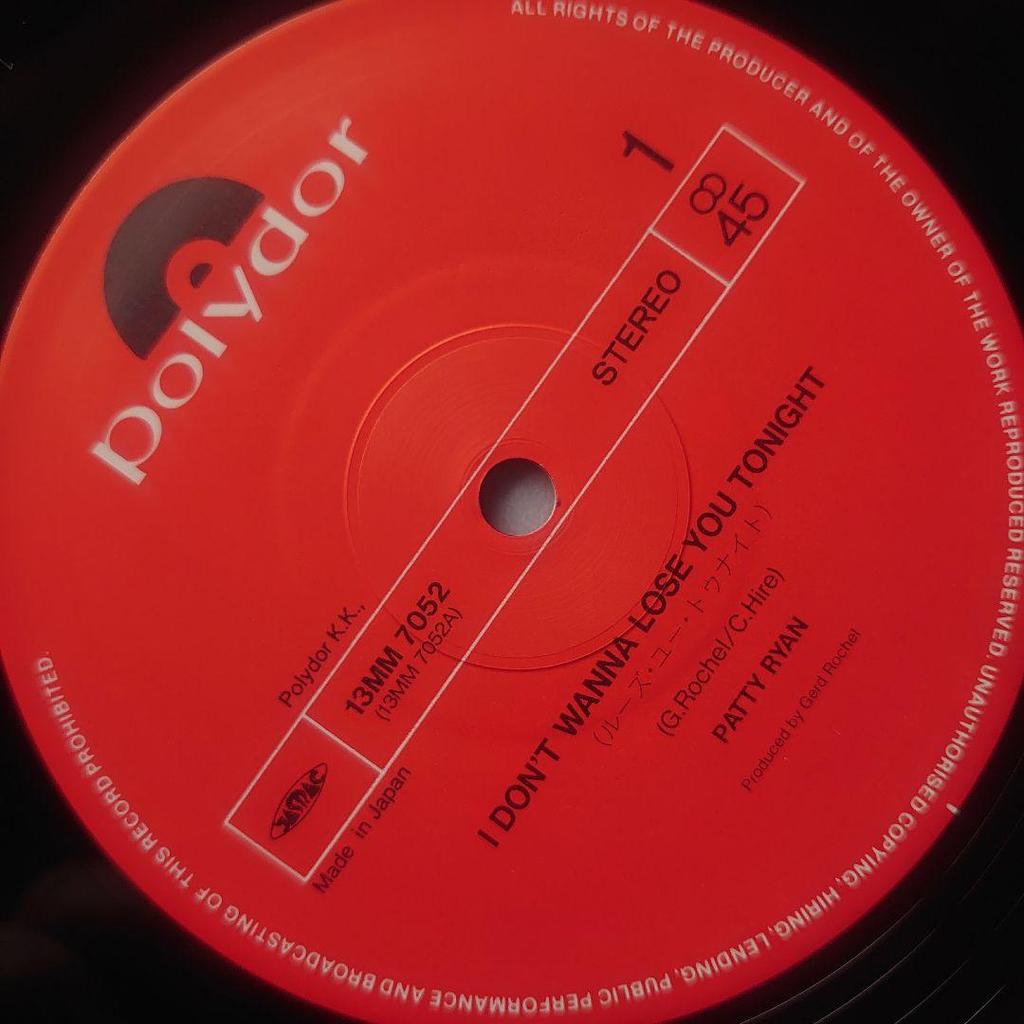 polydor
1
45
STEREO
Polydor K.K.,
13MM 7052
(13MM 7052A)
JASRAC
Made in Japan
I DON'T WANNA LOSE YOU TONIGHT
(ルーズ・ユー・トゥナイト)
(G.Rochel/C.Hire)
PATTY RYAN
Produced by Gerd Rochel
ALL RIGHTS OF THE PRODUCER AND OF THE OWNER OF THE WORK REPRODUCED RESERVED UNAUTHORISED COPYING, HIRING, LENDING, PUBLIC PERFORMANCE AND BROADCASTING OF THIS RECORD PROHIBITED.